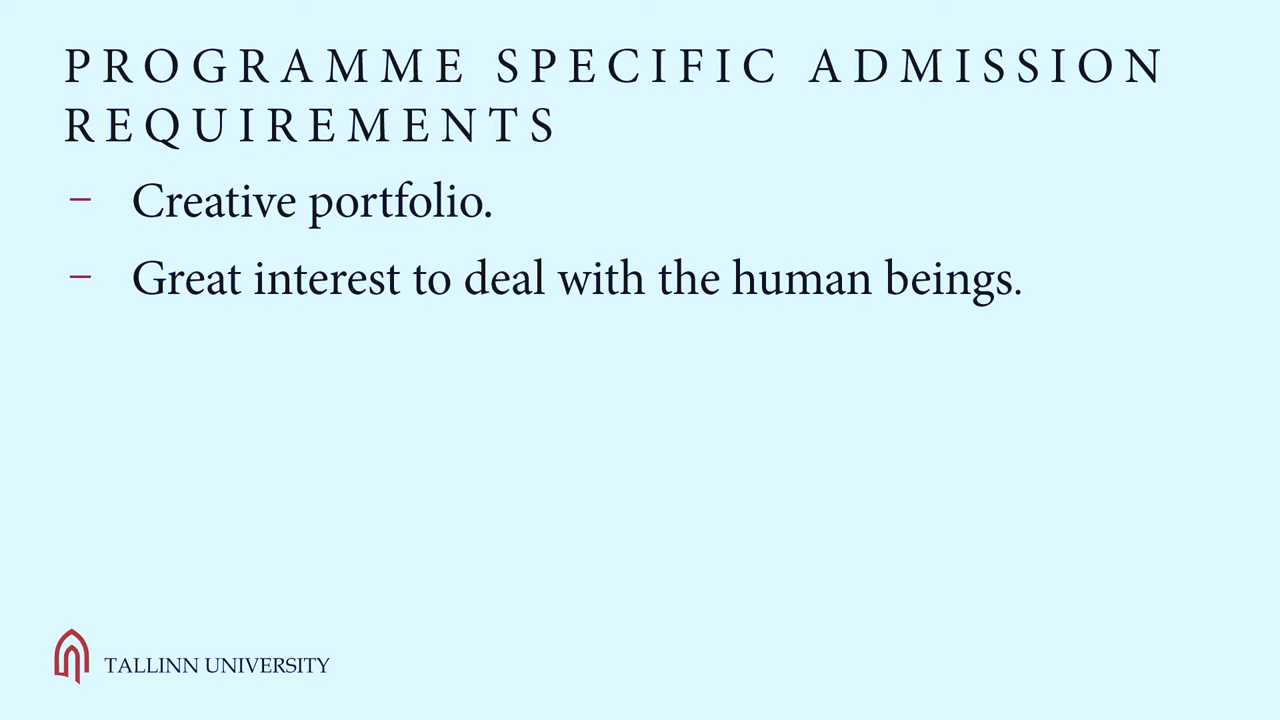 PROGRAMME SPECIFIC ADMISSION
REQUIREMENTS
– Creative portfolio.
– Great interest to deal with the human beings.
TALLINN UNIVERSITY